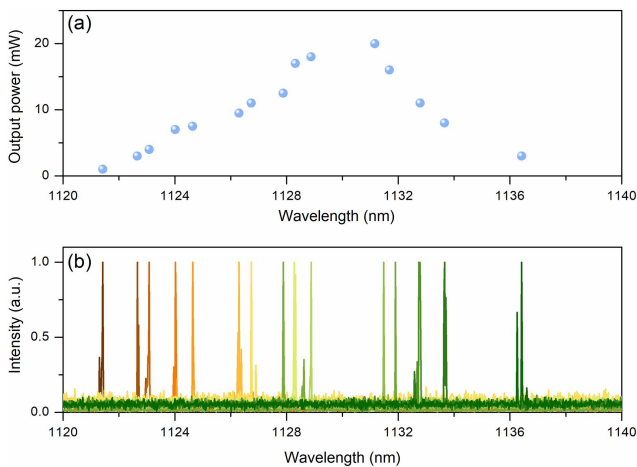 (a)
Output power (mW)
20
10
0
1120 1124 1128 1132 1136 1140
Wavelength (nm)
(b)
Intensity (a.u.)
1.0
0.5
0.0
1120 1124 1128 1132 1136 1140
Wavelength (nm)